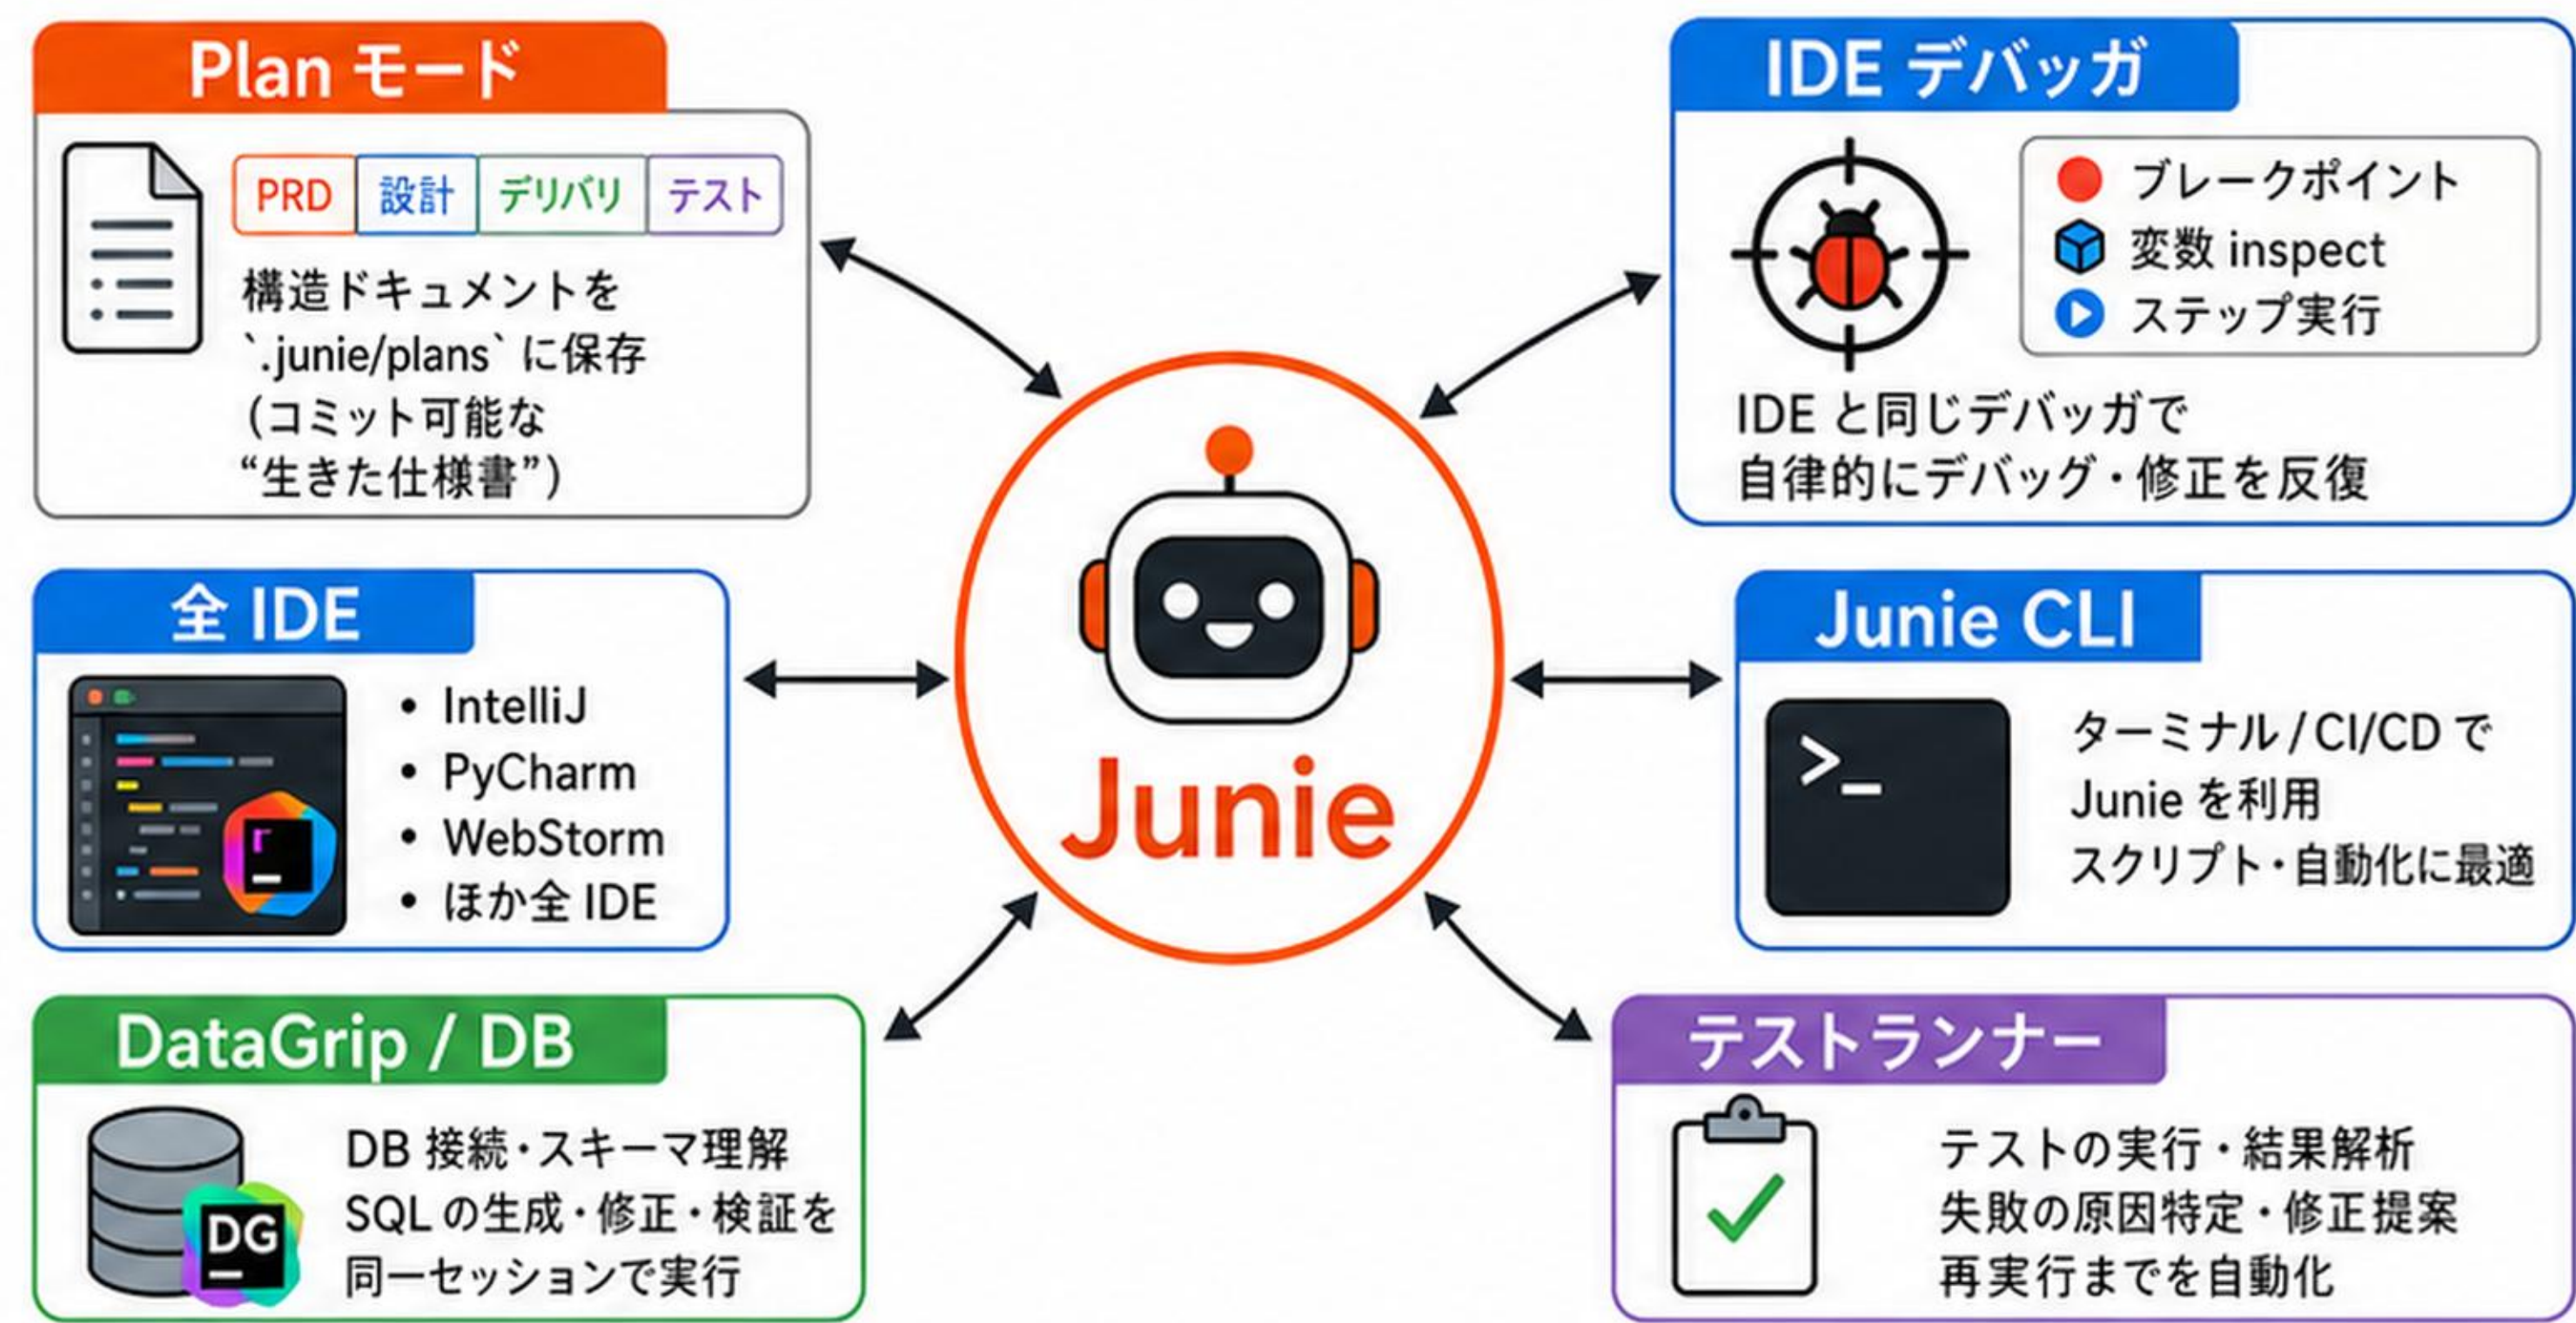 Plan モード
PRD 設計 デリバリ テスト
構造ドキュメントを
`.junie/plans` に保存
(コミット可能な
“生きた仕様書”)
IDE デバッガ
ブレークポイント
変数 inspect
ステップ実行
IDE と同じデバッガで
自律的にデバッグ・修正を反復
全 IDE
• IntelliJ
• PyCharm
• WebStorm
• ほか全 IDE
Junie
Junie CLI
>_
ターミナル / CI/CD で
Junie を利用
スクリプト・自動化に最適
DataGrip / DB
DG
DB 接続・スキーマ理解
SQL の生成・修正・検証を
同一セッションで実行
テストランナー
テストの実行・結果解析
失敗の原因特定・修正提案
再実行までを自動化